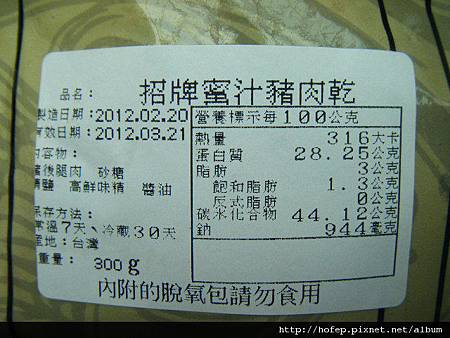 品名： 招牌蜜汁豬肉乾
製造日期：2012.02.20
有效日期：2012.03.21
內容物：
豬後腿肉 砂糖
精鹽 高鮮味精 醬油
保存方法：
常溫7天、冷藏30天
產地：台灣
重量： 300g
營養標示每100公克
熱量 316大卡
蛋白質 28.25公克
脂肪 3公克
飽和脂肪 1.3公克
反式脂肪 0公克
碳水化合物 44.12公克
鈉 944毫克
內附的脫氧包請勿食用
http://hofep.pixnet.net/album